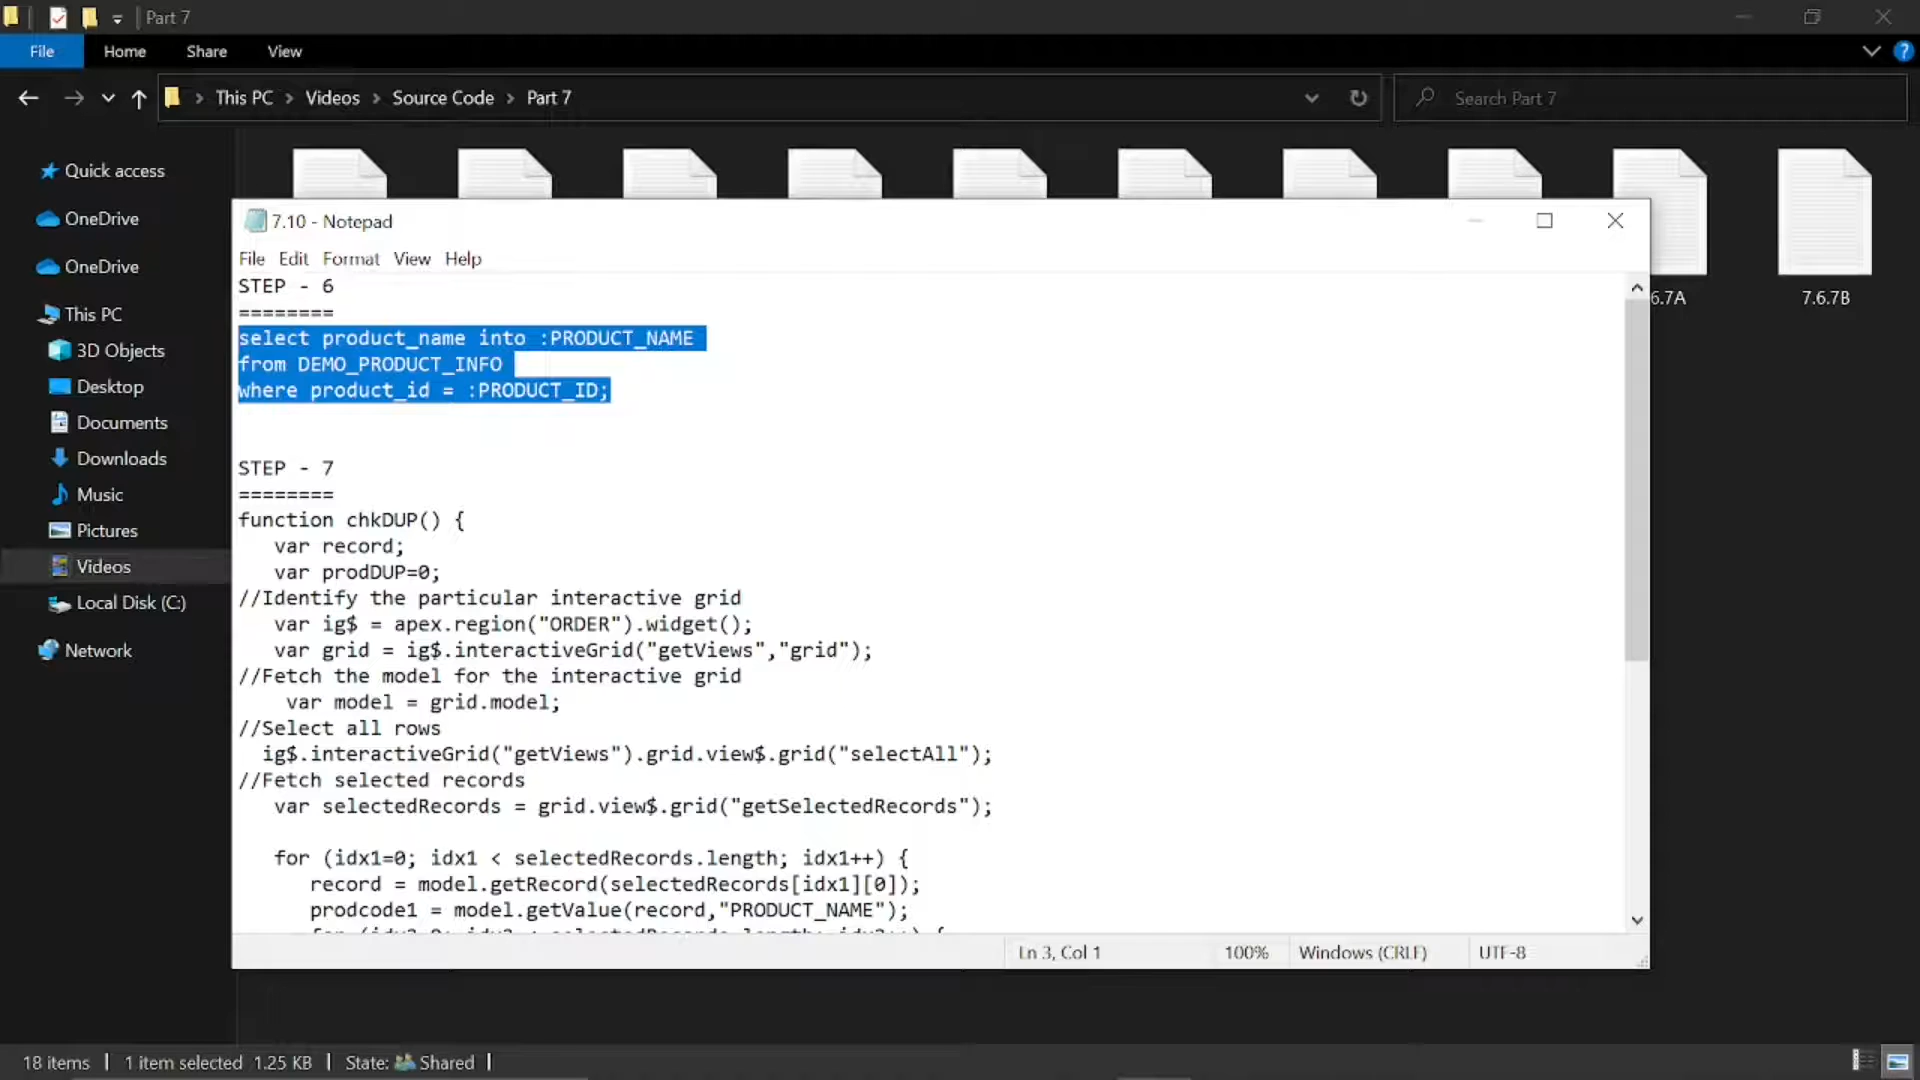 Part 7
File Home Share View
This PC Videos Source Code Part 7
Search Part 7
Quick access
OneDrive
OneDrive
This PC
3D Objects
Desktop
Documents
Downloads
Music
Pictures
Videos
Local Disk (C:)
Network
6.7A
7.6.7B
7.10 - Notepad
File Edit Format View Help
STEP - 6
========
select product_name into :PRODUCT_NAME
from DEMO_PRODUCT_INFO
where product_id = :PRODUCT_ID;
STEP - 7
========
function chkDUP() {
var record;
var prodDUP=0;
//Identify the particular interactive grid
var ig$ = apex.region("ORDER").widget();
var grid = ig$.interactiveGrid("getViews","grid");
//Fetch the model for the interactive grid
var model = grid.model;
//Select all rows
ig$.interactiveGrid("getViews").grid.view$.grid("selectAll");
//Fetch selected records
var selectedRecords = grid.view$.grid("getSelectedRecords");
for (idx1=0; idx1 < selectedRecords.length; idx1++) {
record = model.getRecord(selectedRecords[idx1][0]);
prodcode1 = model.getValue(record,"PRODUCT_NAME");
Ln 3, Col 1 100% Windows (CRLF) UTF-8
18 items 1 item selected 1.25 KB State: Shared